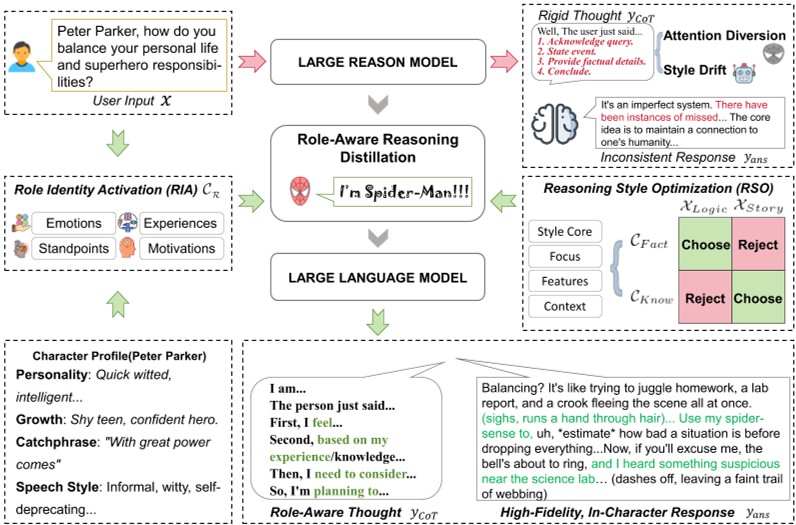 Peter Parker, how do you
balance your personal life
and superhero responsibi-
lities?
User Input x
LARGE REASON MODEL
Rigid Thought y_CoT
Well, The user just said...
1. Acknowledge query.
2. State event.
3. Provide factual details.
4. Conclude.
Attention Diversion
Style Drift
It's an imperfect system. There have
been instances of missed... The core
idea is to maintain a connection to
one's humanity...
Inconsistent Response y_ans
Role-Aware Reasoning
Distillation
I'm Spider-Man!!!
Role Identity Activation (RIA) C_R
Emotions
Experiences
Standpoints
Motivations
Reasoning Style Optimization (RSO)
X_Logic X_Story
Style Core
Focus
Features
Context
C_Fact
Choose
Reject
C_Know
Reject
Choose
LARGE LANGUAGE MODEL
Character Profile(Peter Parker)
Personality: Quick witted,
intelligent...
Growth: Shy teen, confident hero.
Catchphrase: "With great power
comes"
Speech Style: Informal, witty, self-
deprecating...
I am...
The person just said...
First, I feel...
Second, based on my
experience/knowledge...
Then, I need to consider...
So, I'm planning to...
Role-Aware Thought y_CoT
Balancing? It's like trying to juggle homework, a lab
report, and a crook fleeing the scene all at once.
(sighs, runs a hand through hair)... Use my spider-
sense to, uh, *estimate* how bad a situation is before
dropping everything...Now, if you'll excuse me, the
bell's about to ring, and I heard something suspicious
near the science lab... (dashes off, leaving a faint trail
of webbing)
High-Fidelity, In-Character Response y_ans